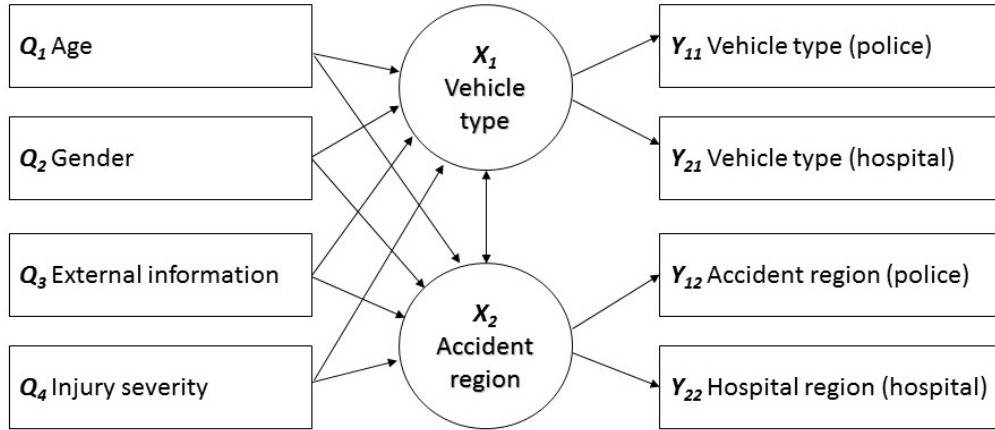 Q1 Age
Q2 Gender
Q3 External information
Q4 Injury severity
X1
Vehicle
type
X2
Accident
region
Y11 Vehicle type (police)
Y21 Vehicle type (hospital)
Y12 Accident region (police)
Y22 Hospital region (hospital)